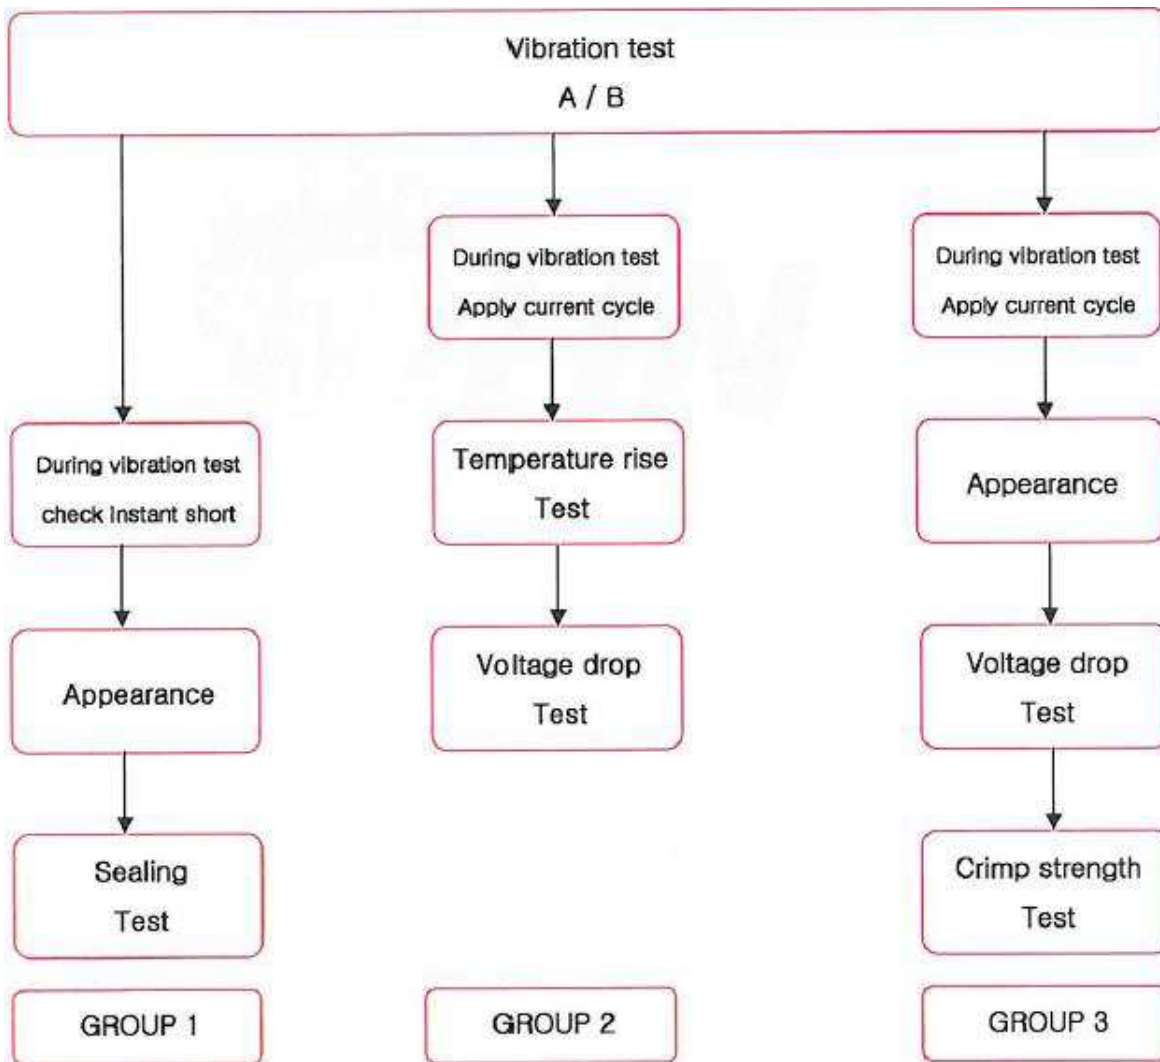 Vibration test
A / B
During vibration test
Apply current cycle
During vibration test
Apply current cycle
During vibration test
check instant short
Temperature rise
Test
Appearance
Appearance
Voltage drop
Test
Voltage drop
Test
Sealing
Test
Crimp strength
Test
GROUP 1
GROUP 2
GROUP 3